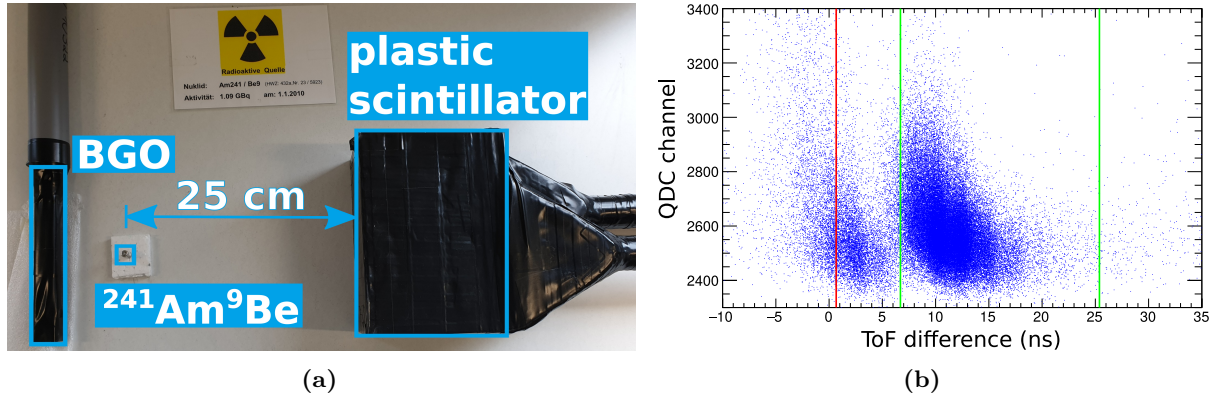 Radioaktive Quelle
Nuklid: Am241 / Be9
Aktivität: 1.09 GBq am: 1.1.2010
plastic
scintillator
BGO
25 cm
²⁴¹Am⁹Be
(a)
3400
3200
3000
2800
2600
2400
QDC channel
−10 −5 0 5 10 15 20 25 30 35
ToF difference (ns)
(b)